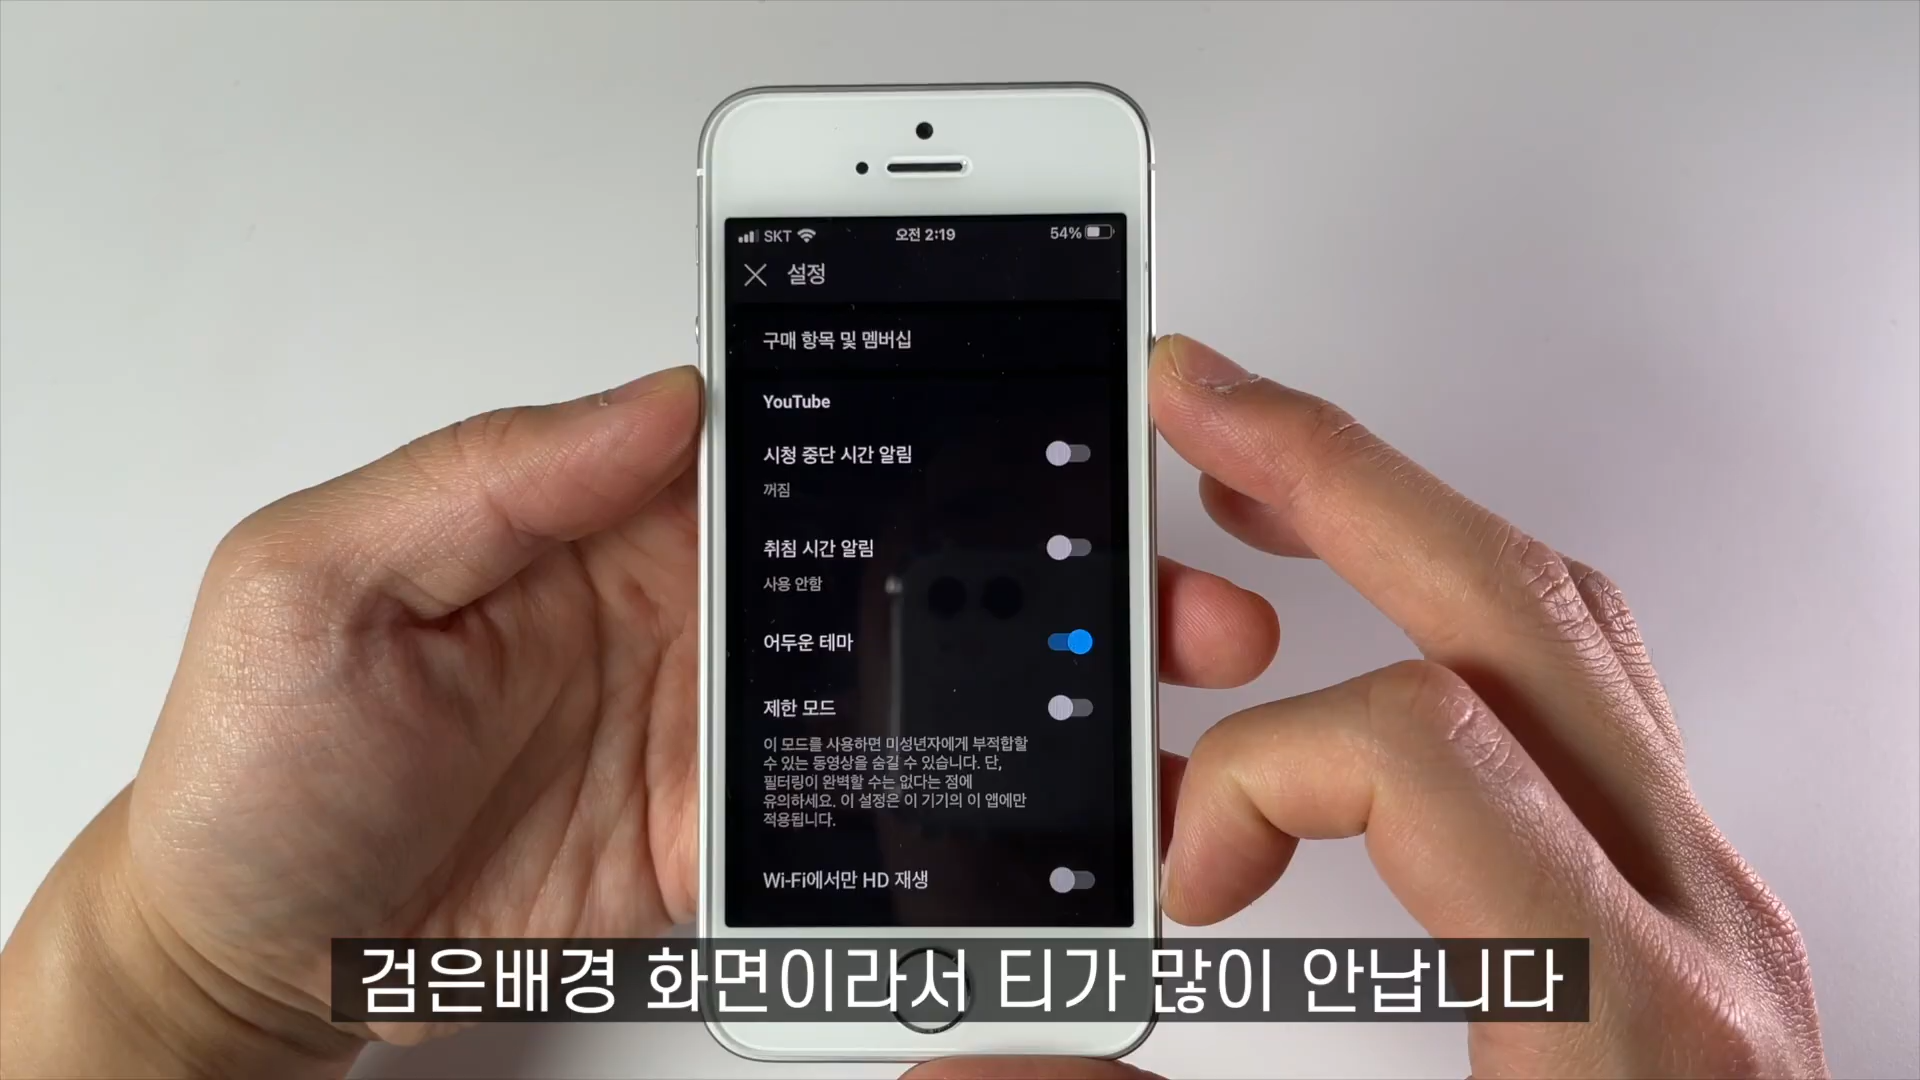 SKT
오전 2:19
54%
설정
구매 항목 및 멤버십
YouTube
시청 중단 시간 알림
꺼짐
취침 시간 알림
사용 안함
어두운 테마
제한 모드
이 모드를 사용하면 미성년자에게 부적합할
수 있는 동영상을 숨길 수 있습니다. 단,
필터링이 완벽할 수는 없다는 점에
유의하세요. 이 설정은 이 기기의 이 앱에만
적용됩니다.
Wi-Fi에서만 HD 재생
검은배경 화면이라서 티가 많이 안납니다